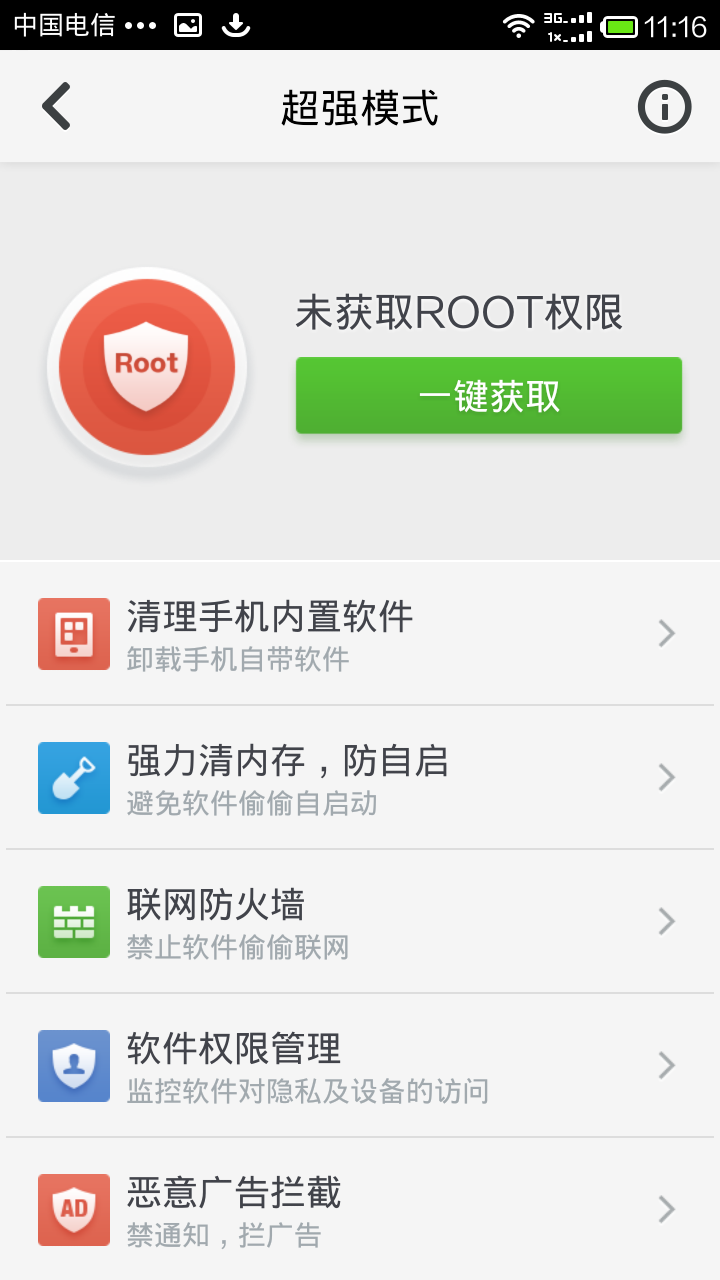 中国电信 3G 1x 11:16
超强模式
未获取ROOT权限
Root
一键获取
清理手机内置软件
卸载手机自带软件
强力清内存，防自启
避免软件偷偷自启动
联网防火墙
禁止软件偷偷联网
软件权限管理
监控软件对隐私及设备的访问
恶意广告拦截
AD
禁通知，拦广告